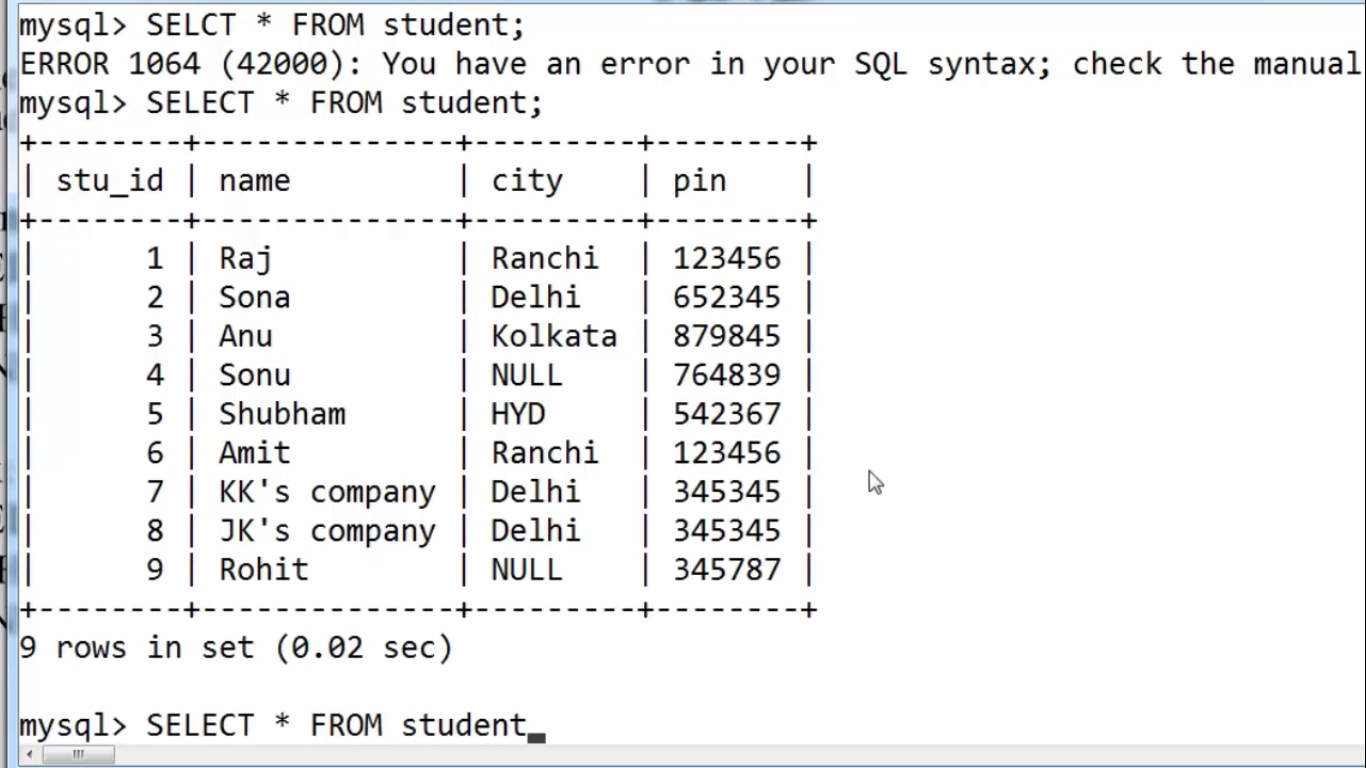 mysql> SELCT * FROM student;
ERROR 1064 (42000): You have an error in your SQL syntax; check the manual
mysql> SELECT * FROM student;
+--------+--------------+---------+--------+
| stu_id | name         | city    | pin    |
+--------+--------------+---------+--------+
|      1 | Raj          | Ranchi  | 123456 |
|      2 | Sona         | Delhi   | 652345 |
|      3 | Anu          | Kolkata | 879845 |
|      4 | Sonu         | NULL    | 764839 |
|      5 | Shubham      | HYD     | 542367 |
|      6 | Amit         | Ranchi  | 123456 |
|      7 | KK's company | Delhi   | 345345 |
|      8 | JK's company | Delhi   | 345345 |
|      9 | Rohit        | NULL    | 345787 |
+--------+--------------+---------+--------+
9 rows in set (0.02 sec)
mysql> SELECT * FROM student